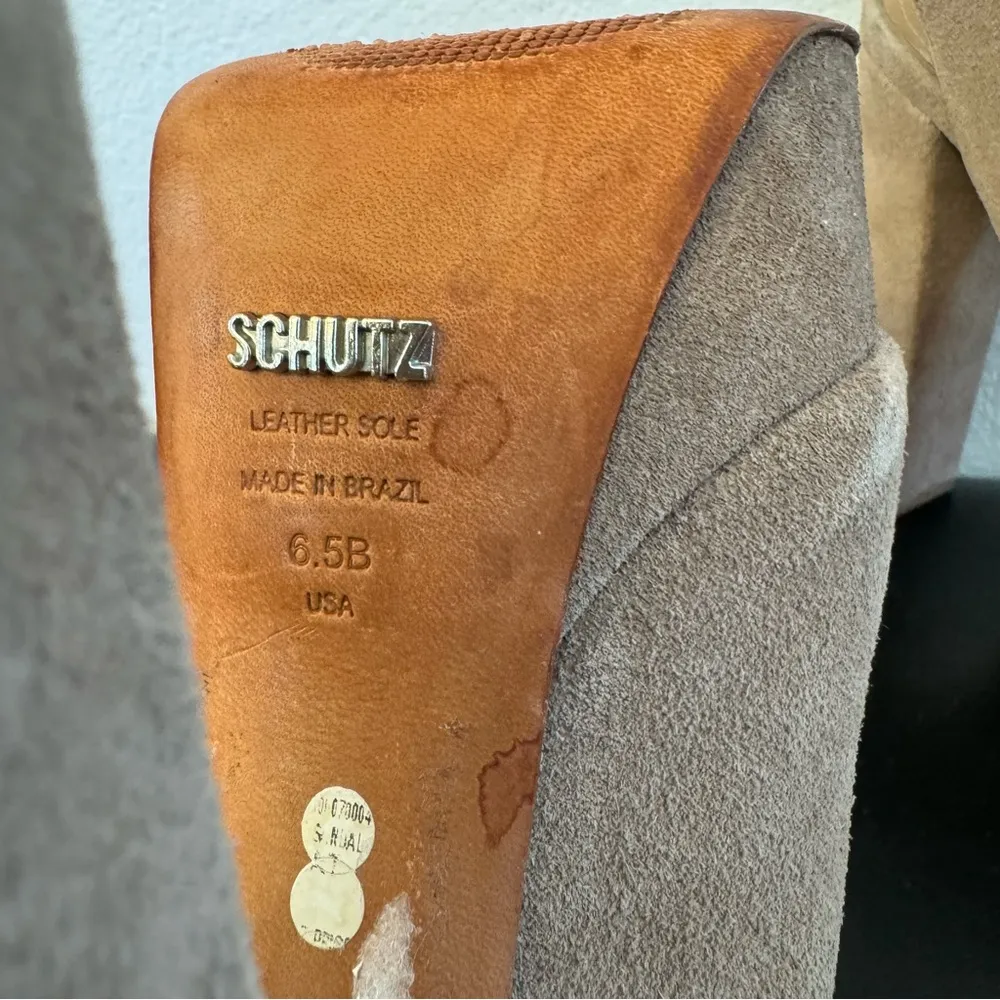 SCHUTZ
LEATHER SOLE
MADE IN BRAZIL
6.5B
USA